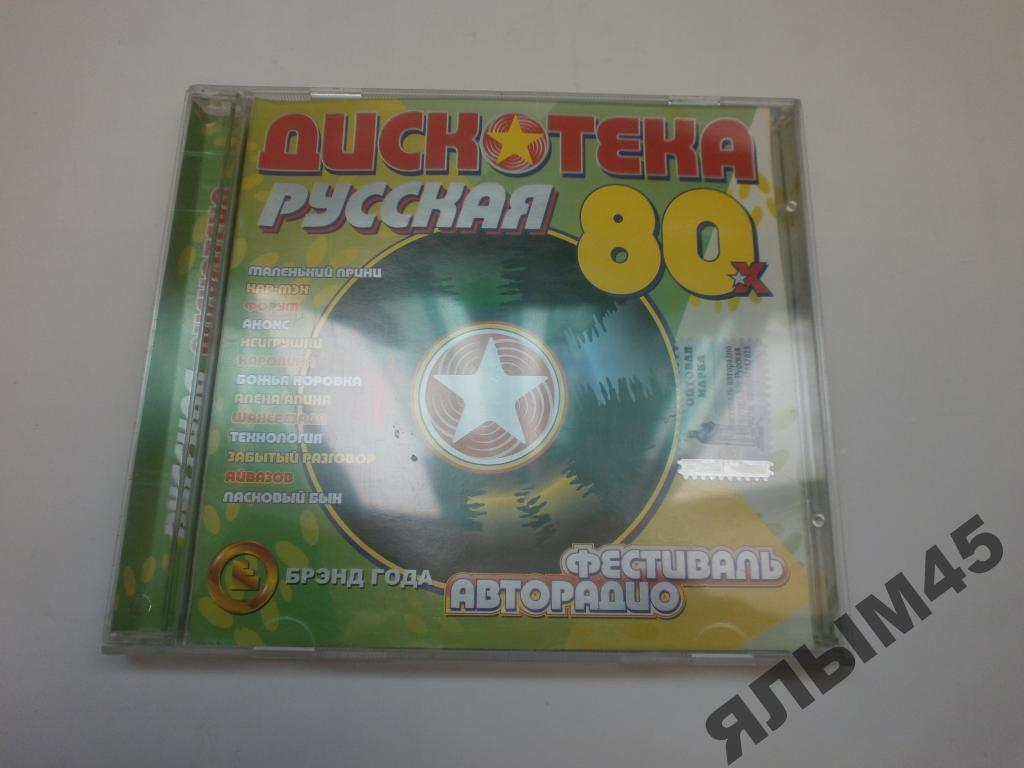 ДИСКОТЕКА
РУССКАЯ 80х
МАЛЕНЬКИЙ ПРИНЦ
КАР-МЭН
ФОРУМ
АНОНС
НЕИГРУШКИ
КАРОЛИНА
БОЖЬЯ КОРОВКА
АЛЕНА АПИНА
ШАХЕРЕЗАДА
ТЕХНОЛОГИЯ
ЗАБЫТЫЙ РАЗГОВОР
АЙВАЗОВ
ЛАСКОВЫЙ БЫК
БРЭНД ГОДА
ФЕСТИВАЛЬ
АВТОРАДИО
ЯЛЫМ45